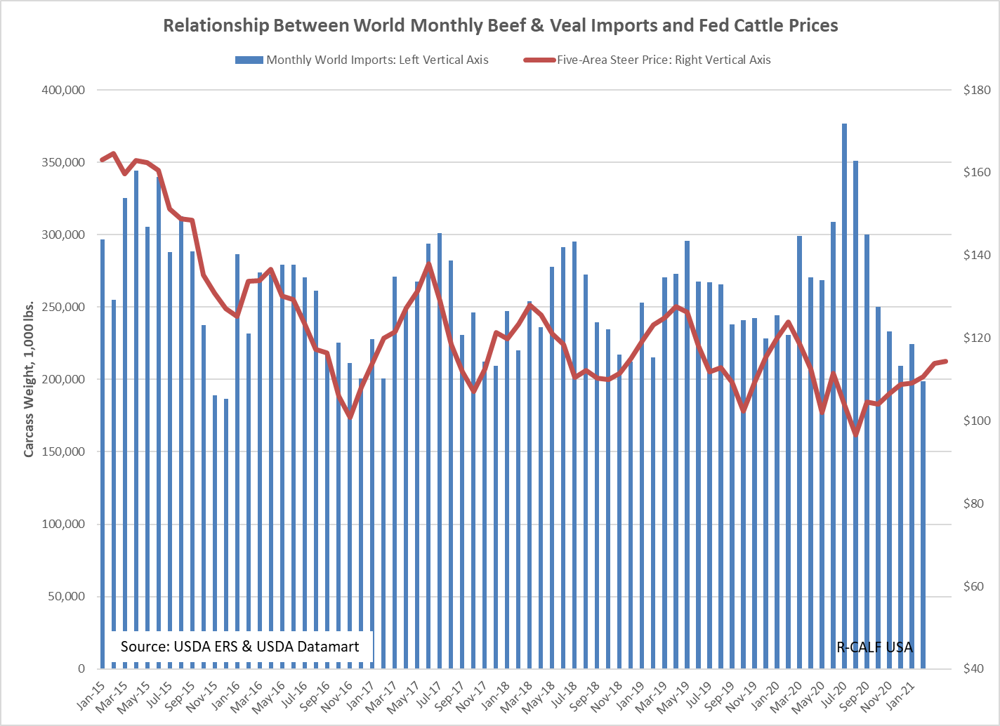 Relationship Between World Monthly Beef & Veal Imports and Fed Cattle Prices
Monthly World Imports: Left Vertical Axis
Five-Area Steer Price: Right Vertical Axis
Carcass Weight, 1,000 lbs.
400,000
350,000
300,000
250,000
200,000
150,000
100,000
50,000
0
$180
$160
$140
$120
$100
$80
$60
$40
Source: USDA ERS & USDA Datamart
R-CALF USA
Jan-15
Mar-15
May-15
Jul-15
Sep-15
Nov-15
Jan-16
Mar-16
May-16
Jul-16
Sep-16
Nov-16
Jan-17
Mar-17
May-17
Jul-17
Sep-17
Nov-17
Jan-18
Mar-18
May-18
Jul-18
Sep-18
Nov-18
Jan-19
Mar-19
May-19
Jul-19
Sep-19
Nov-19
Jan-20
Mar-20
May-20
Jul-20
Sep-20
Nov-20
Jan-21